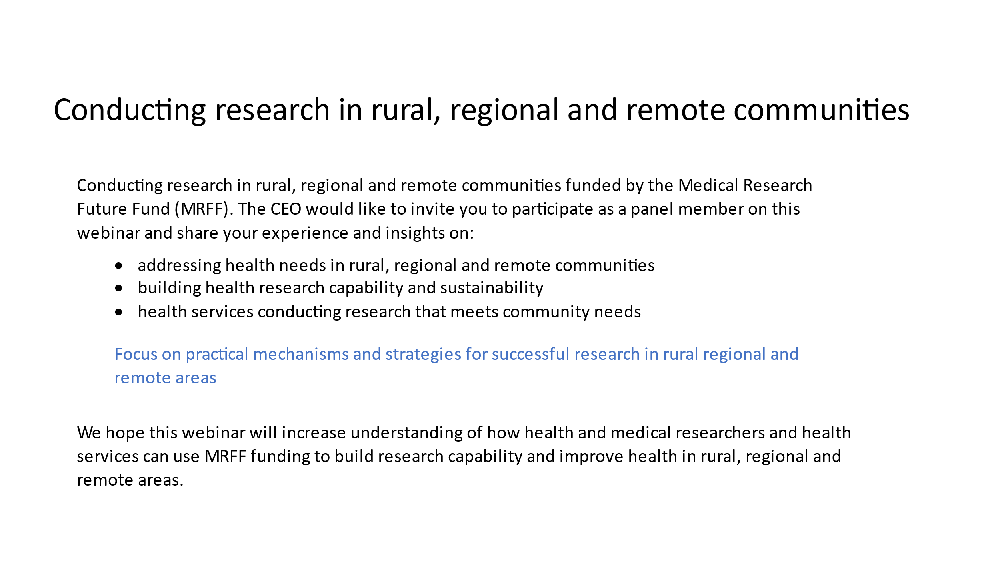 Conducting research in rural, regional and remote communities
Conducting research in rural, regional and remote communities funded by the Medical Research
Future Fund (MRFF). The CEO would like to invite you to participate as a panel member on this
webinar and share your experience and insights on:
● addressing health needs in rural, regional and remote communities
● building health research capability and sustainability
● health services conducting research that meets community needs
Focus on practical mechanisms and strategies for successful research in rural regional and
remote areas
We hope this webinar will increase understanding of how health and medical researchers and health
services can use MRFF funding to build research capability and improve health in rural, regional and
remote areas.